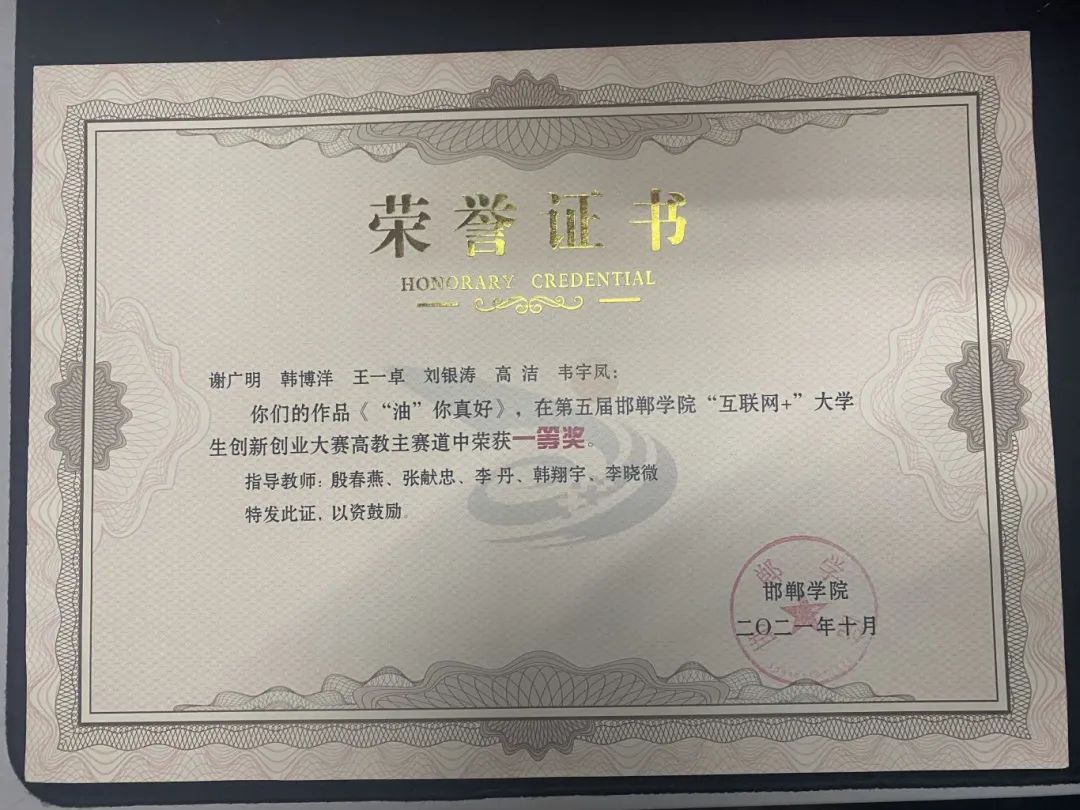 荣誉证书
HONORARY CREDENTIAL
谢广明 韩博洋 王一卓 刘银涛 高洁 韦宇凤：
你们的作品《“油”你真好》，在第五届邯郸学院“互联网+”大学
生创新创业大赛高教主赛道中荣获一等奖。
指导教师：殷春燕、张献忠、李丹、韩翔宇、李晓微
特发此证，以资鼓励。
邯郸学院
二〇二一年十月